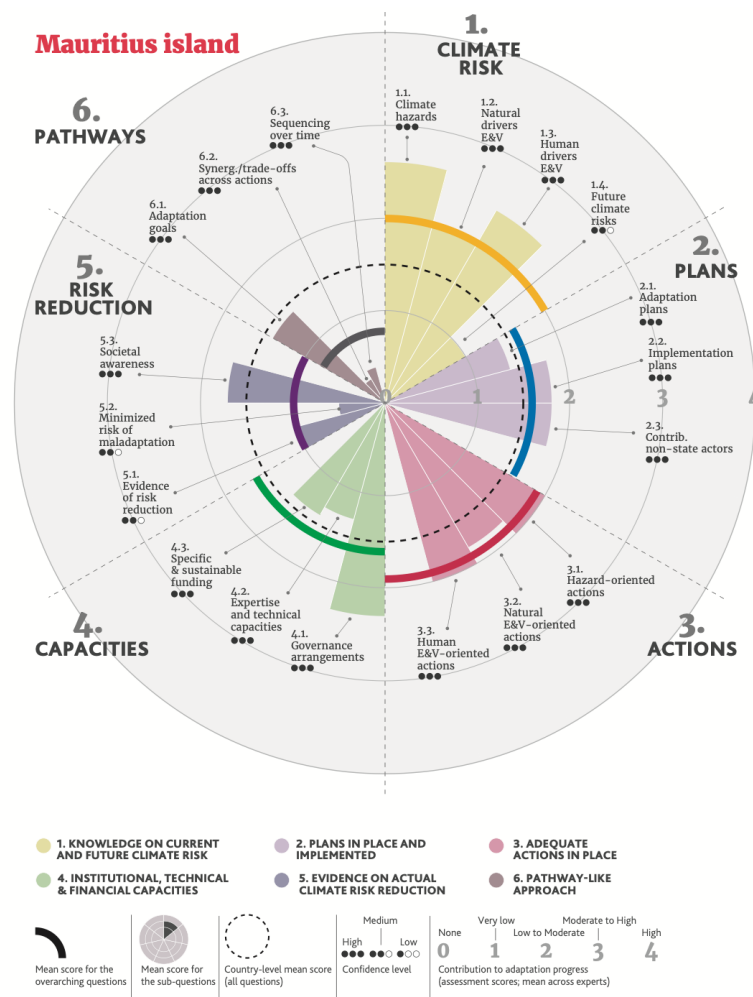 Mauritius island
1.
CLIMATE
RISK
1.1.
Climate
hazards
1.2.
Natural
drivers
E&V
1.3.
Human
drivers
E&V
1.4.
Future
climate
risks
2.
PLANS
2.1.
Adaptation
plans
2.2.
Implementation
plans
2.3.
Contrib.
non-state actors
0
1
2
3
4
3.
ACTIONS
3.1.
Hazard-oriented
actions
3.2.
Natural
E&V-oriented
actions
3.3.
Human
E&V-oriented
actions
4.
CAPACITIES
4.1.
Governance
arrangements
4.2.
Expertise
and technical
capacities
4.3.
Specific
& sustainable
funding
5.
RISK
REDUCTION
5.1.
Evidence
of risk
reduction
5.2.
Minimized
risk of
maladaptation
5.3.
Societal
awareness
6.
PATHWAYS
6.1.
Adaptation
goals
6.2.
Synerg./trade-offs
across actions
6.3.
Sequencing
over time
1. KNOWLEDGE ON CURRENT
AND FUTURE CLIMATE RISK
2. PLANS IN PLACE AND
IMPLEMENTED
3. ADEQUATE
ACTIONS IN PLACE
4. INSTITUTIONAL, TECHNICAL
& FINANCIAL CAPACITIES
5. EVIDENCE ON ACTUAL
CLIMATE RISK REDUCTION
6. PATHWAY-LIKE
APPROACH
Mean score for the
overarching questions
Mean score for
the sub-questions
Country-level mean score
(all questions)
Medium
High
Low
Confidence level
None
Very low
Low to Moderate
Moderate to High
High
0 1 2 3 4
Contribution to adaptation progress
(assessment scores; mean across experts)